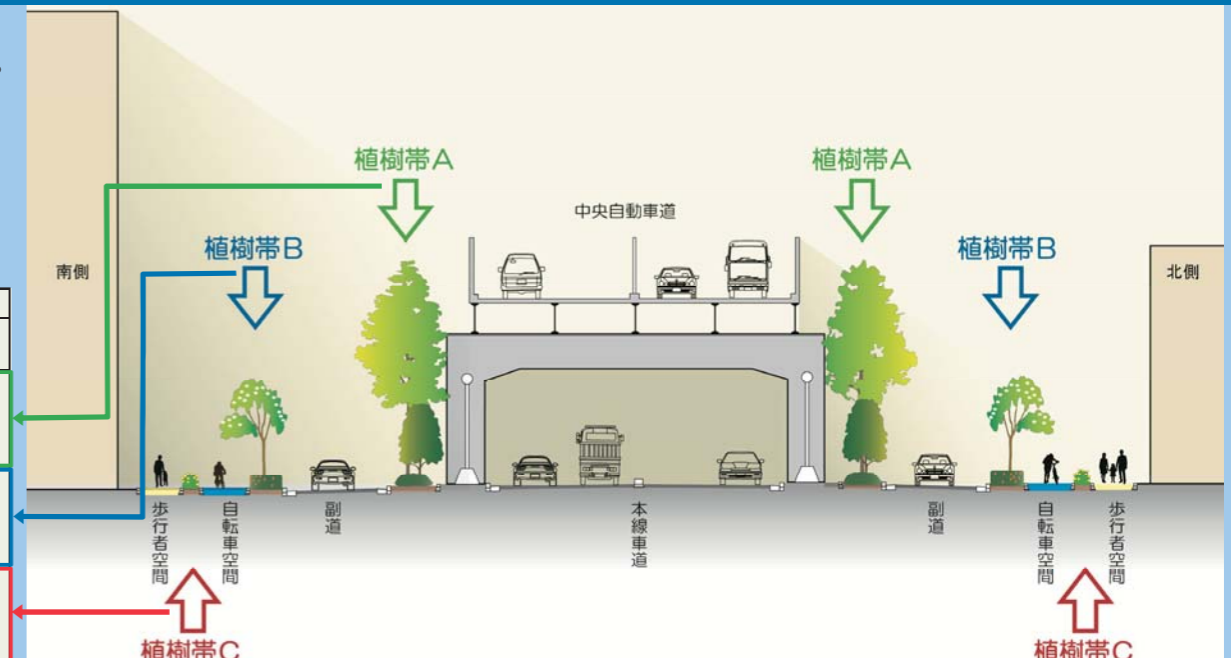 植樹帯A
植樹帯A
中央自動車道
植樹帯B
植樹帯B
南側
北側
歩行者空間
自転車空間
副道
本線車道
副道
自転車空間
歩行者空間
植樹帯C
植樹帯C